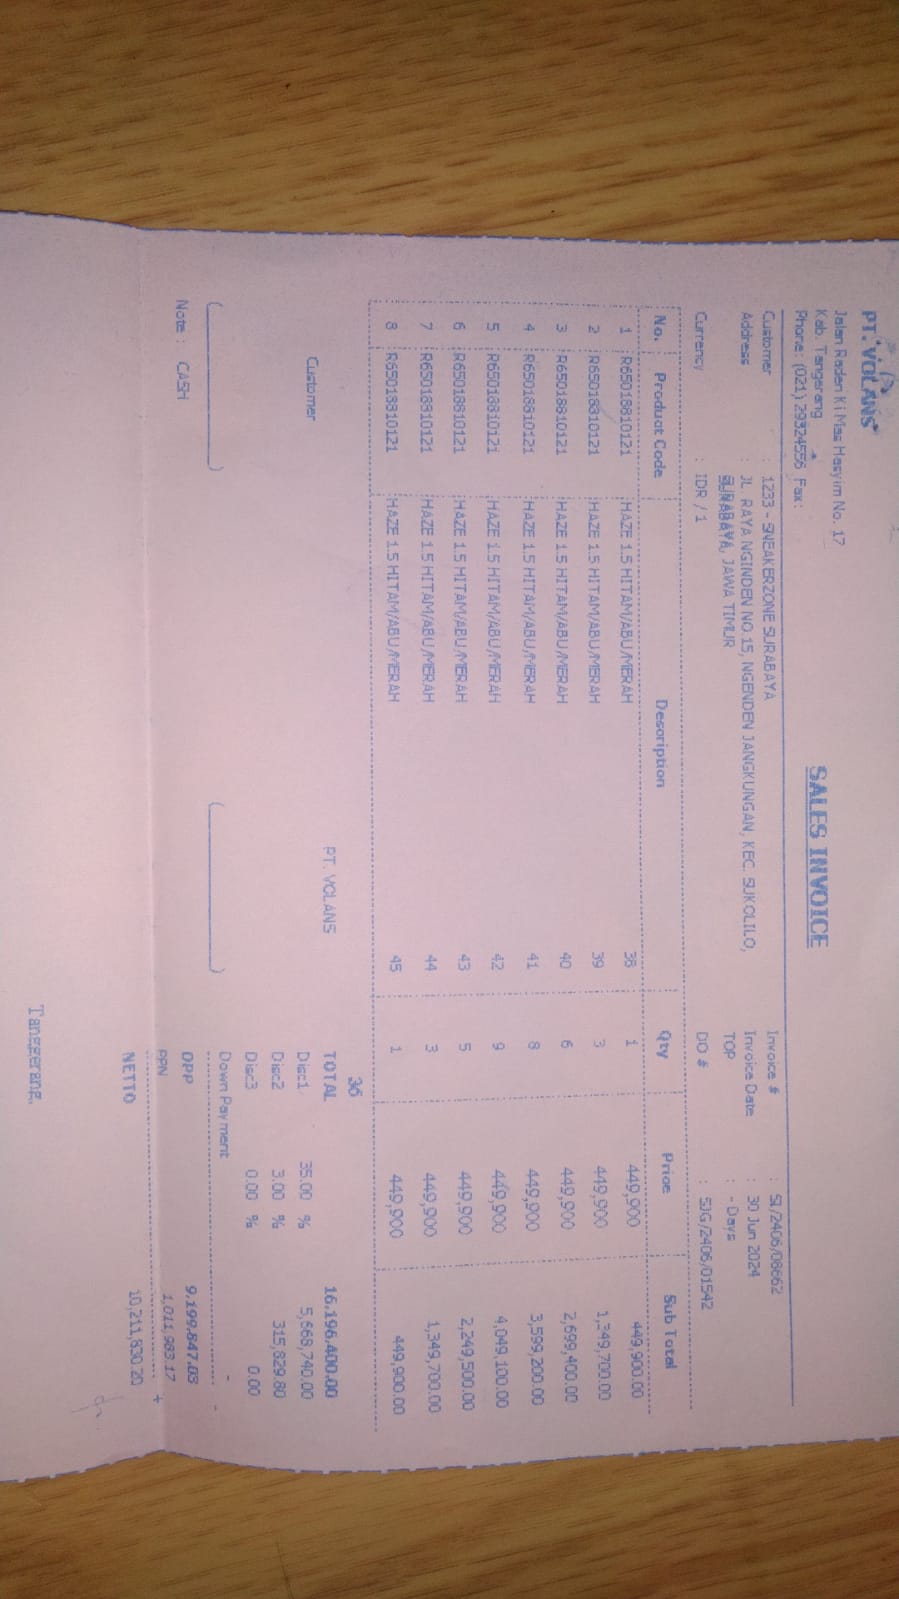 PT. VOLANS
Jalan Raden Ki Mas Hasyim No. 17
Kab. Tangerang
Phone: (021) 29324556 Fax:
SALES INVOICE
Customer : 1233 - SNEAKERZONE SURABAYA
Address : JL. RAYA NGINDEN NO 15, NGENDEN JANGKUNGAN, KEC. SUKOLILO,
SURABAYA, JAWA TIMUR
Currency : IDR / 1
Invoice # : SI/2406/06662
Invoice Date : 30 Jun 2024
TOP : - Days
DO # : SJG/2406/01542
No. Product Code Description Qty Price Sub Total
1 R65018810121 HAZE 1.5 HITAM/ABU/MERAH 38 1 449,900 449,900.00
2 R65018810121 HAZE 1.5 HITAM/ABU/MERAH 39 3 449,900 1,349,700.00
3 R65018810121 HAZE 1.5 HITAM/ABU/MERAH 40 6 449,900 2,699,400.00
4 R65018810121 HAZE 1.5 HITAM/ABU/MERAH 41 8 449,900 3,599,200.00
5 R65018810121 HAZE 1.5 HITAM/ABU/MERAH 42 9 449,900 4,049,100.00
6 R65018810121 HAZE 1.5 HITAM/ABU/MERAH 43 5 449,900 2,249,500.00
7 R65018810121 HAZE 1.5 HITAM/ABU/MERAH 44 3 449,900 1,349,700.00
8 R65018810121 HAZE 1.5 HITAM/ABU/MERAH 45 1 449,900 449,900.00
36
Customer
PT. VOLANS
TOTAL 16,196,400.00
Disc1 35.00 % 5,668,740.00
Disc2 3.00 % 315,829.80
Disc3 0.00 % 0.00
Down Payment -
DPP 9,199,847.03
PPN 1,011,983.17
+
NETTO 10,211,830.20
Note : CASH
Tanggerang,